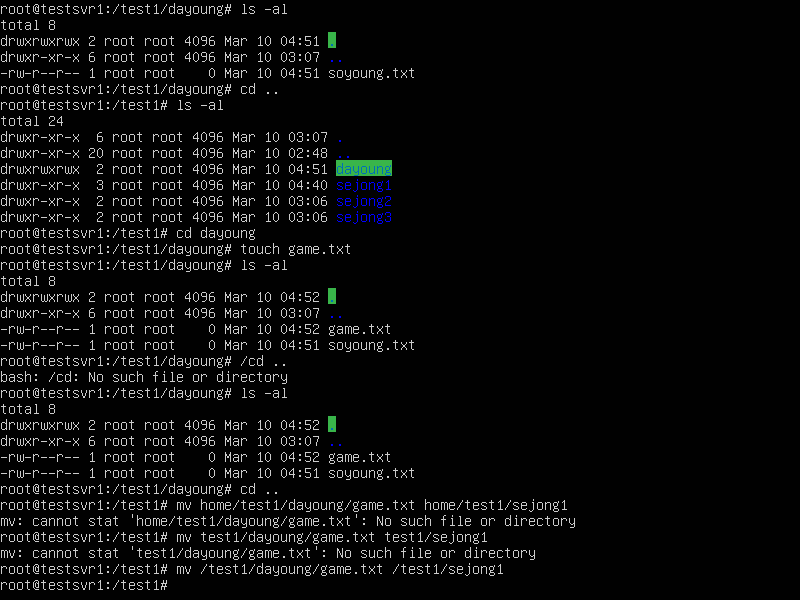 root@testsvr1:/test1/dayoung# ls -al
total 8
drwxrwxrwx 2 root root 4096 Mar 10 04:51 .
drwxr-xr-x 6 root root 4096 Mar 10 03:07 ..
-rw-r--r-- 1 root root    0 Mar 10 04:51 soyoung.txt
root@testsvr1:/test1/dayoung# cd ..
root@testsvr1:/test1# ls -al
total 24
drwxr-xr-x  6 root root 4096 Mar 10 03:07 .
drwxr-xr-x 20 root root 4096 Mar 10 02:48 ..
drwxrwxrwx  2 root root 4096 Mar 10 04:51 dayoung
drwxr-xr-x  3 root root 4096 Mar 10 04:40 sejong1
drwxr-xr-x  2 root root 4096 Mar 10 03:06 sejong2
drwxr-xr-x  2 root root 4096 Mar 10 03:06 sejong3
root@testsvr1:/test1# cd dayoung
root@testsvr1:/test1/dayoung# touch game.txt
root@testsvr1:/test1/dayoung# ls -al
total 8
drwxrwxrwx 2 root root 4096 Mar 10 04:52 .
drwxr-xr-x 6 root root 4096 Mar 10 03:07 ..
-rw-r--r-- 1 root root    0 Mar 10 04:52 game.txt
-rw-r--r-- 1 root root    0 Mar 10 04:51 soyoung.txt
root@testsvr1:/test1/dayoung# /cd ..
bash: /cd: No such file or directory
root@testsvr1:/test1/dayoung# ls -al
total 8
drwxrwxrwx 2 root root 4096 Mar 10 04:52 .
drwxr-xr-x 6 root root 4096 Mar 10 03:07 ..
-rw-r--r-- 1 root root    0 Mar 10 04:52 game.txt
-rw-r--r-- 1 root root    0 Mar 10 04:51 soyoung.txt
root@testsvr1:/test1/dayoung# cd ..
root@testsvr1:/test1# mv home/test1/dayoung/game.txt home/test1/sejong1
mv: cannot stat 'home/test1/dayoung/game.txt': No such file or directory
root@testsvr1:/test1# mv test1/dayoung/game.txt test1/sejong1
mv: cannot stat 'test1/dayoung/game.txt': No such file or directory
root@testsvr1:/test1# mv /test1/dayoung/game.txt /test1/sejong1
root@testsvr1:/test1#